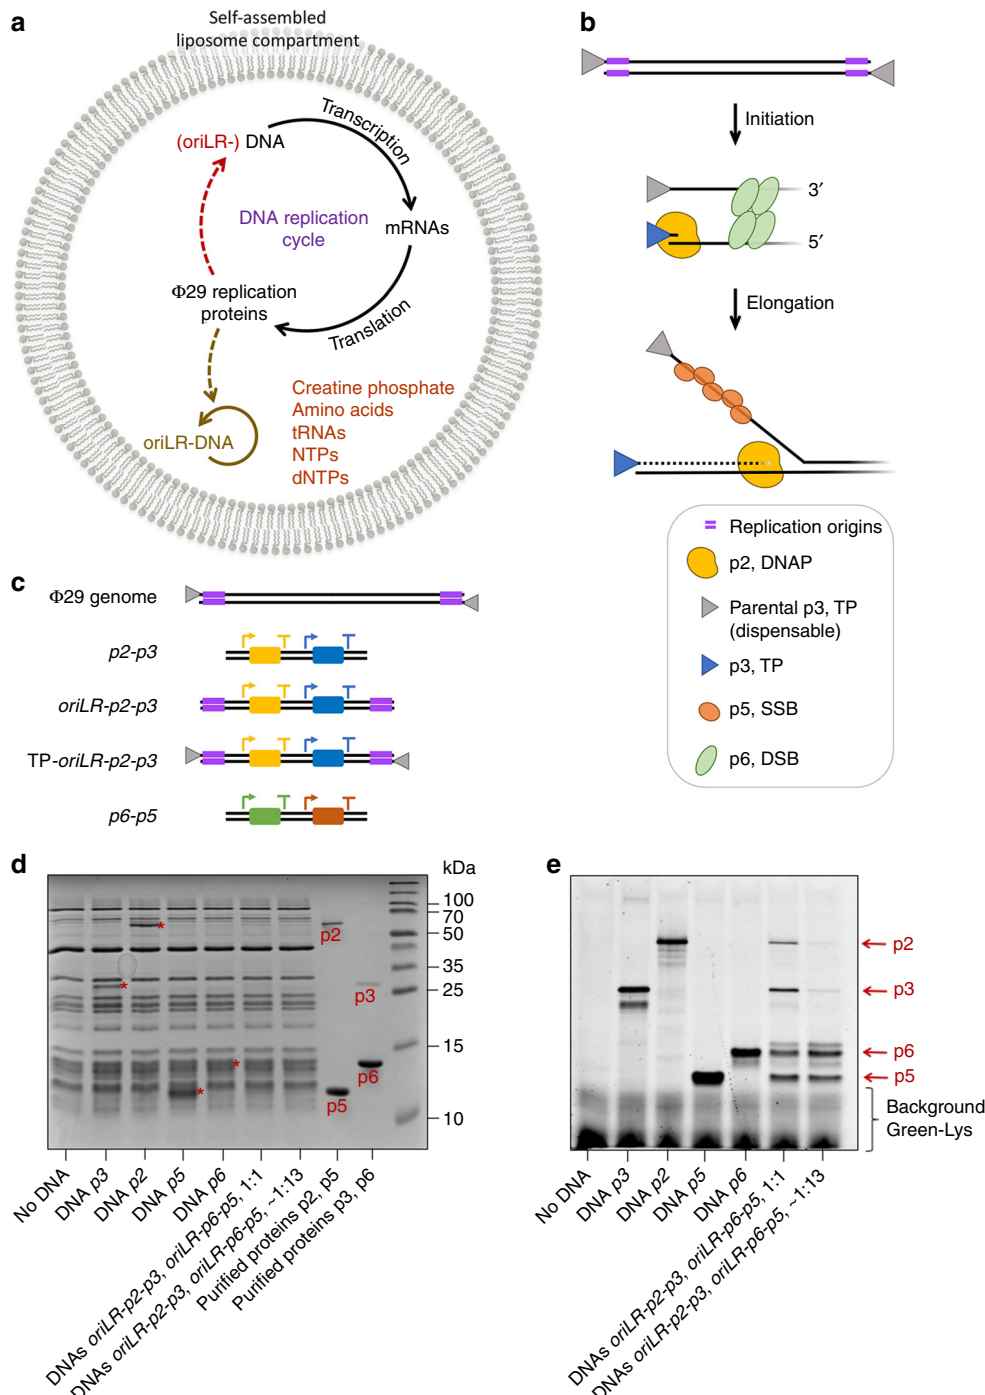 a
Self-assembled
liposome compartment
(oriLR-) DNA
Transcription
DNA replication
cycle
mRNAs
Φ29 replication
proteins
Translation
Creatine phosphate
Amino acids
tRNAs
NTPs
dNTPs
oriLR-DNA
b
Initiation
3′
5′
Elongation
Replication origins
p2, DNAP
Parental p3, TP
(dispensable)
p3, TP
p5, SSB
p6, DSB
c
Φ29 genome
p2-p3
oriLR-p2-p3
TP-oriLR-p2-p3
p6-p5
d
kDa
100
70
50
35
25
15
10
*
*
*
*
p2
p3
p6
p5
No DNA
DNA p3
DNA p2
DNA p5
DNA p6
DNAs oriLR-p2-p3, oriLR-p6-p5, 1:1
DNAs oriLR-p2-p3, oriLR-p6-p5, ~1:13
Purified proteins p2, p5
Purified proteins p3, p6
e
p2
p3
p6
p5
Background
Green-Lys
No DNA
DNA p3
DNA p2
DNA p5
DNA p6
DNAs oriLR-p2-p3, oriLR-p6-p5, 1:1
DNAs oriLR-p2-p3, oriLR-p6-p5, ~1:13